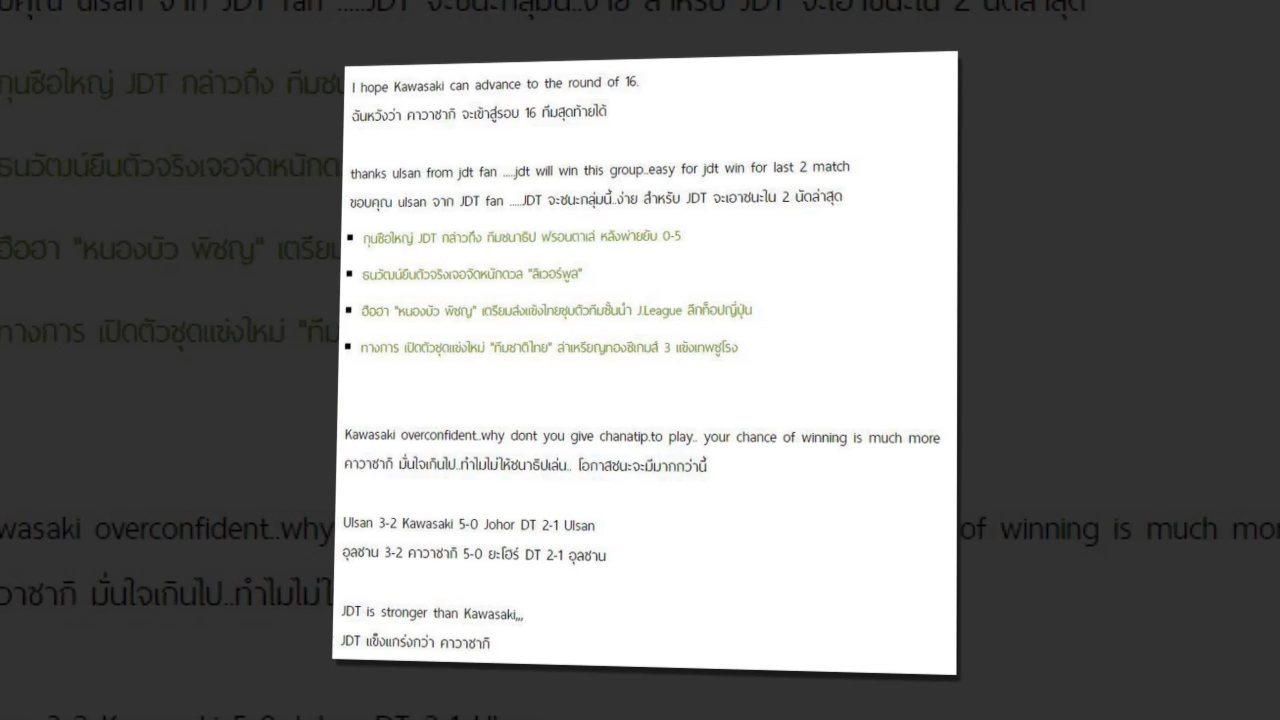 I hope Kawasaki can advance to the round of 16.
ฉันหวังว่า คาวาซากิ จะเข้าสู่รอบ 16 ทีมสุดท้ายได้
thanks ulsan from jdt fan .....jdt will win this group..easy for jdt win for last 2 match
ขอบคุณ ulsan จาก JDT fan .....JDT จะชนะกลุ่มนี้..ง่าย สำหรับ JDT จะเอาชนะใน 2 นัดล่าสุด
กุนซือใหญ่ JDT กล่าวถึง ทีมชนาธิป ฟรอนตาเล่ หลังพ่ายยับ 0-5
ธนวัฒน์ยืนตัวจริงเจอจัดหนักดวล "ลิเวอร์พูล"
ฮือฮา "หนองบัว พิชญ" เตรียมส่งแข้งไทยซุบตัวทีมชั้นนำ J.League ลีกท็อปญี่ปุ่น
ทางการ เปิดตัวชุดแข่งใหม่ "ทีมชาติไทย" ล่าเหรียญทองซีเกมส์ 3 แข้งเทพชูโรง
Kawasaki overconfident..why dont you give chanatip.to play.. your chance of winning is much more
คาวาซากิ มั่นใจเกินไป..ทำไมไม่ให้ชนาธิปเล่น.. โอกาสชนะจะมีมากกว่านี้
Ulsan 3-2 Kawasaki 5-0 Johor DT 2-1 Ulsan
อุลซาน 3-2 คาวาซากิ 5-0 ยะโฮร์ DT 2-1 อุลซาน
JDT is stronger than Kawasaki,,,
JDT แข็งแกร่งกว่า คาวาซากิ